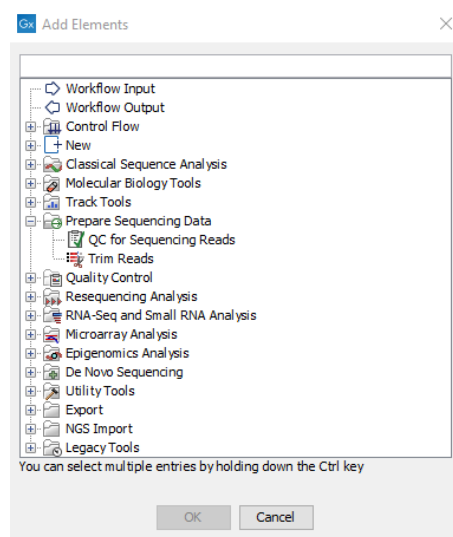 Gx Add Elements
Workflow Input
Workflow Output
Control Flow
New
Classical Sequence Analysis
Molecular Biology Tools
Track Tools
Prepare Sequencing Data
QC for Sequencing Reads
Trim Reads
Quality Control
Resequencing Analysis
RNA-Seq and Small RNA Analysis
Microarray Analysis
Epigenomics Analysis
De Novo Sequencing
Utility Tools
Export
NGS Import
Legacy Tools
You can select multiple entries by holding down the Ctrl key
OK Cancel